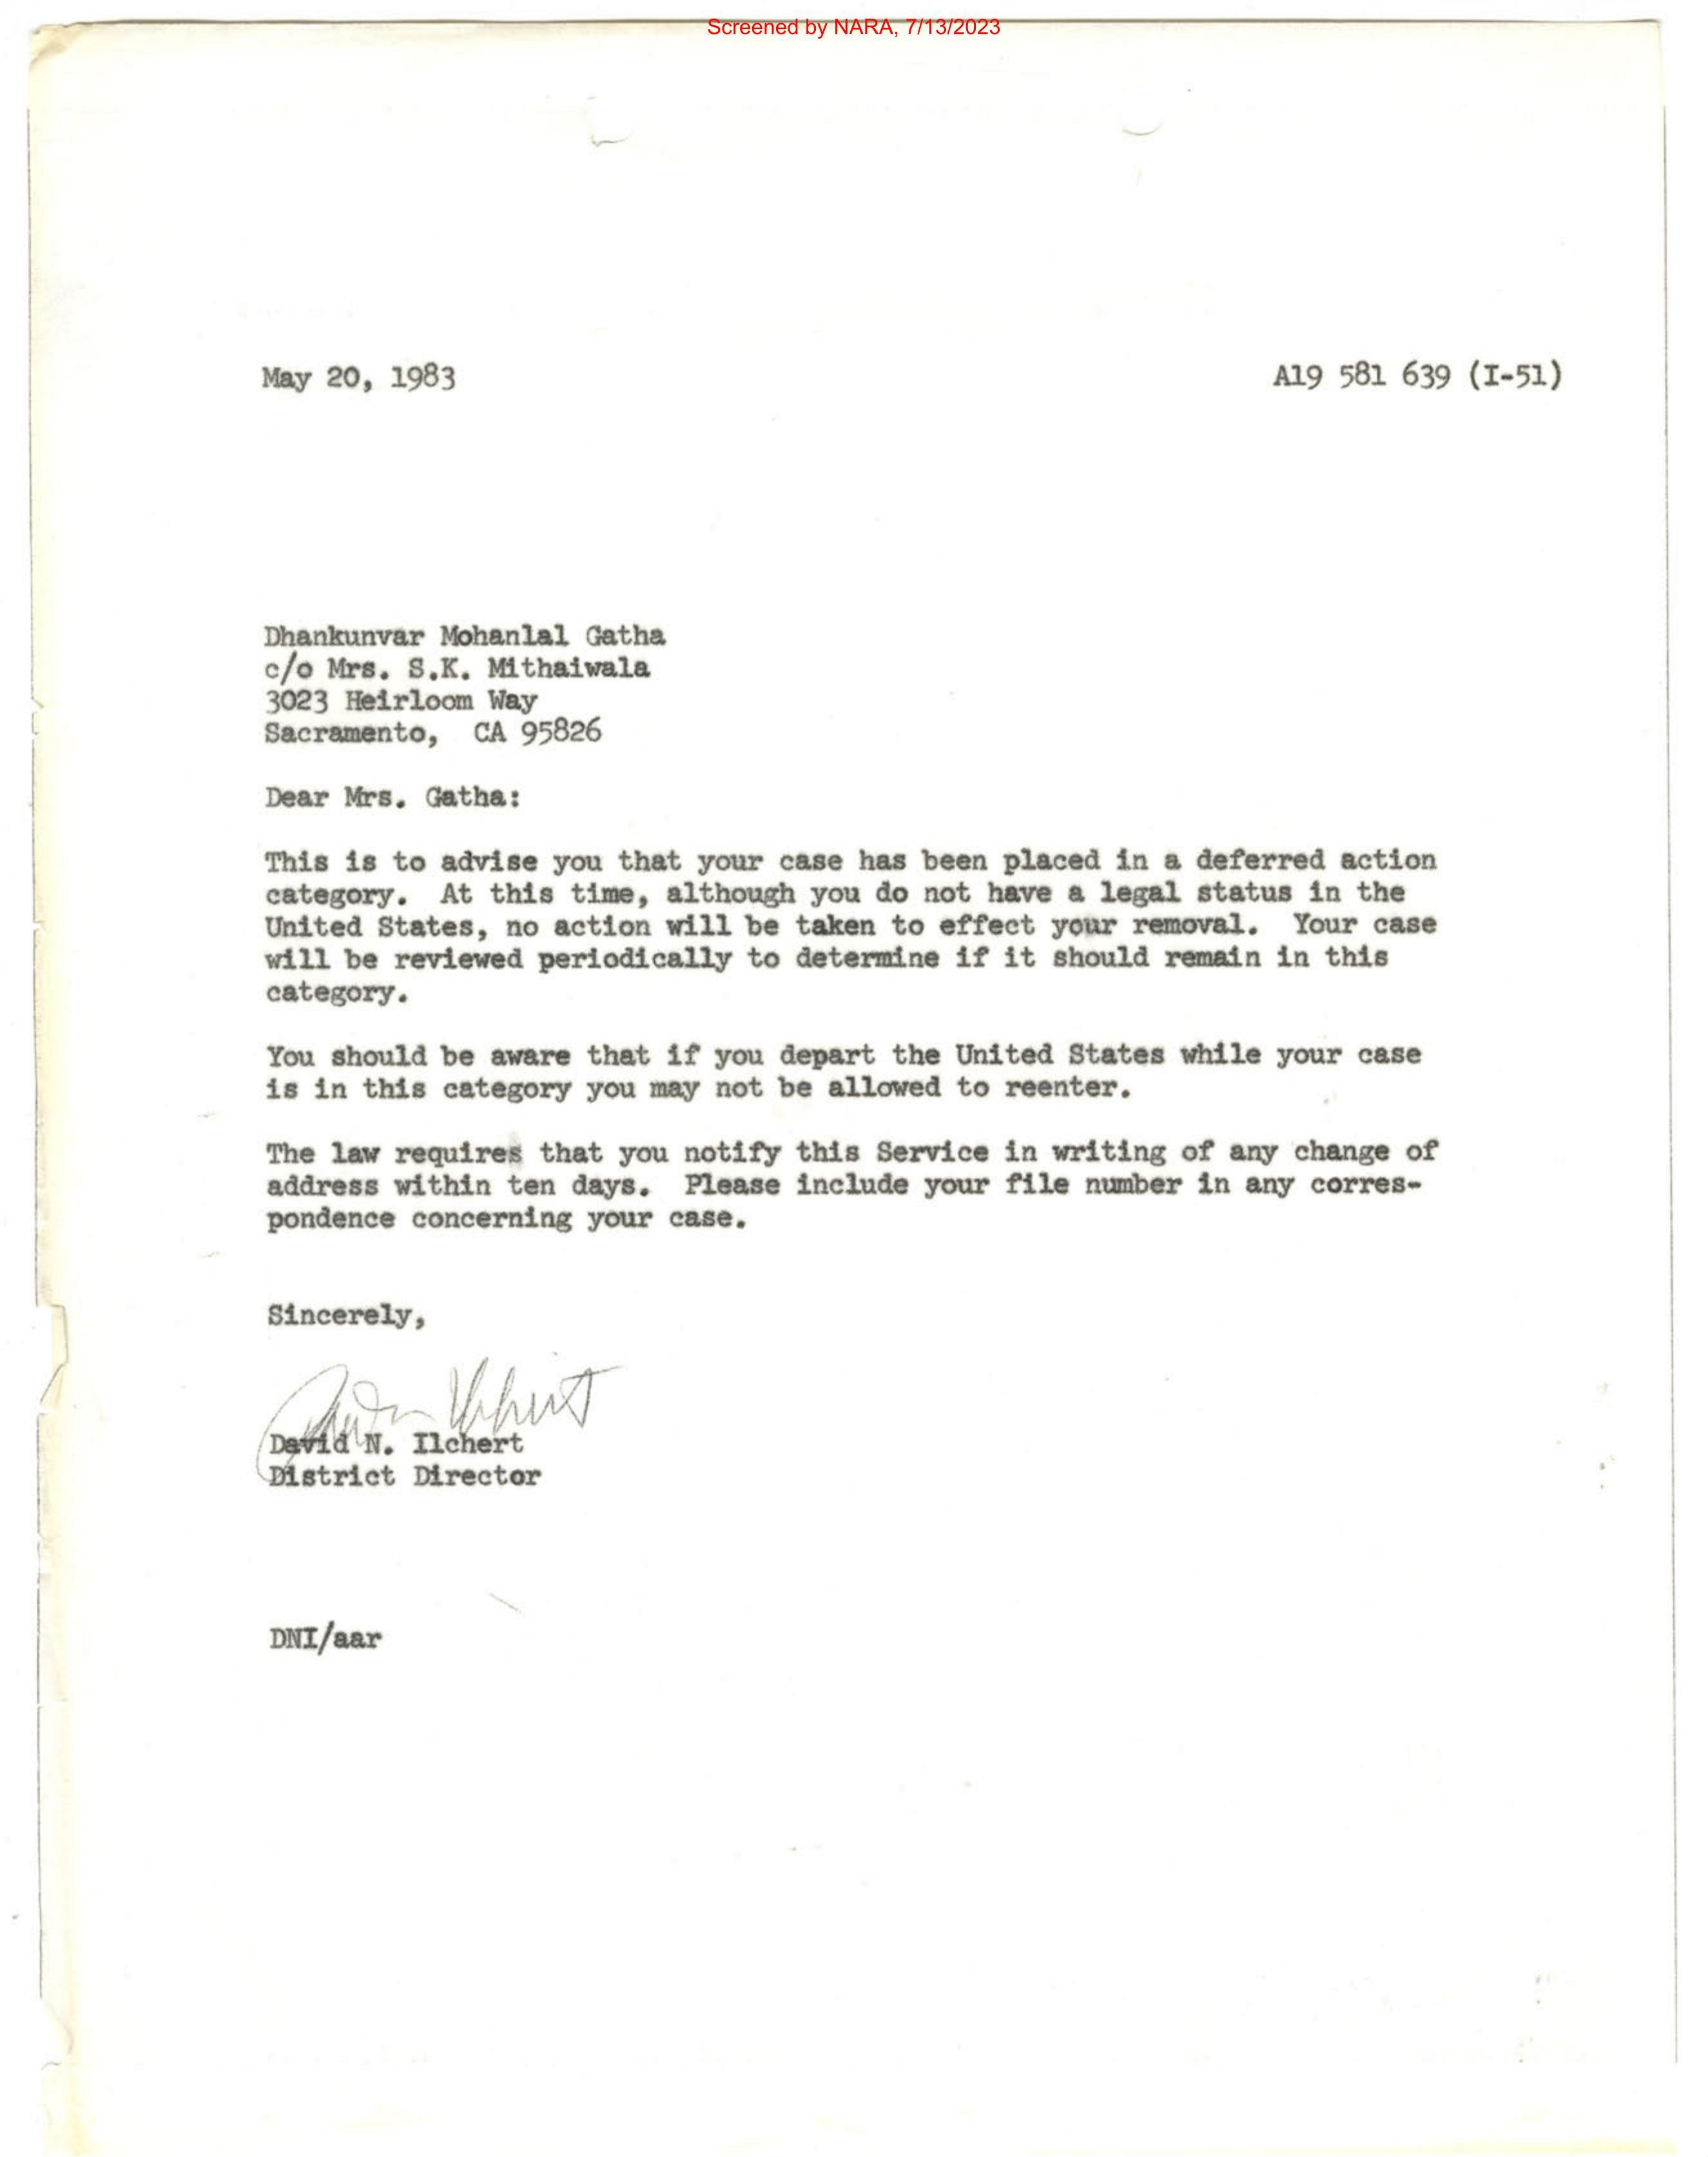 Screened by NARA, 7/13/2023
May 20, 1983 A19 581 639 (I-51)
Dhankunvar Mohanlal Gatha
c/o Mrs. S.K. Mithaiwala
3023 Heirloom Way
Sacramento, CA 95826
Dear Mrs. Gatha:
This is to advise you that your case has been placed in a deferred action
category. At this time, although you do not have a legal status in the
United States, no action will be taken to effect your removal. Your case
will be reviewed periodically to determine if it should remain in this
category.
You should be aware that if you depart the United States while your case
is in this category you may not be allowed to reenter.
The law requires that you notify this Service in writing of any change of
address within ten days. Please include your file number in any corres-
pondence concerning your case.
Sincerely,
David N. Ilchert
District Director
DNI/aar